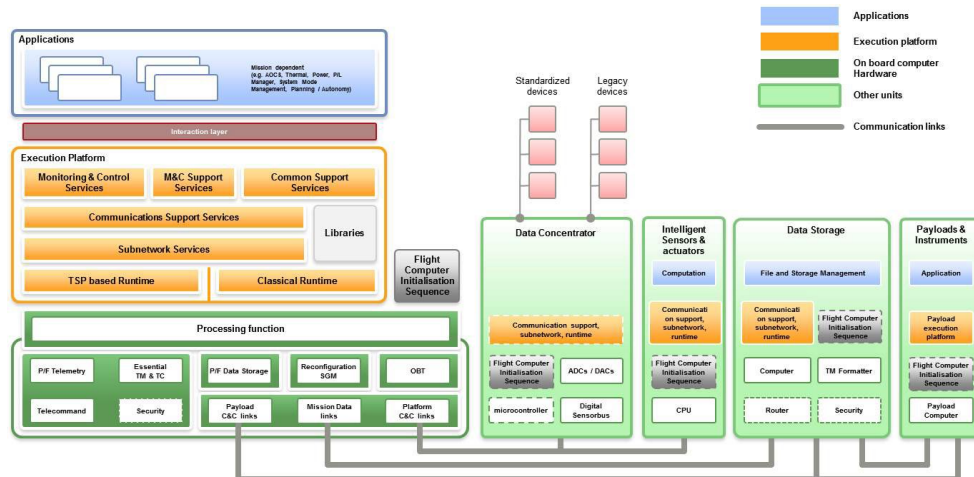 Applications
Mission dependent
(e.g. AOCS, Thermal, Power, P/L
Manager, System Mode
Management, Planning / Autonomy)
Interaction layer
Execution Platform
Monitoring & Control
Services
M&C Support
Services
Common Support
Services
Communications Support Services
Libraries
Subnetwork Services
TSP based Runtime
Classical Runtime
Flight
Computer
Initialisation
Sequence
Processing function
P/F Telemetry
Essential
TM & TC
P/F Data Storage
Reconfiguration
SGM
OBT
Telecommand
Security
Payload
C&C links
Mission Data
links
Platform
C&C links
Standardized
devices
Legacy
devices
Data Concentrator
Communication support,
subnetwork, runtime
Flight Computer
Initialisation
Sequence
ADCs / DACs
microcontroller
Digital
Sensorbus
Intelligent
Sensors &
actuators
Computation
Communicati
on support,
subnetwork,
runtime
Flight Computer
Initialisation
Sequence
CPU
Data Storage
File and Storage Management
Communicati
on support,
subnetwork,
runtime
Flight Computer
Initialisation
Sequence
Computer
TM Formatter
Router
Security
Payloads &
Instruments
Application
Payload
execution
platform
Flight Computer
Initialisation
Sequence
Payload
Computer
Applications
Execution platform
On board computer
Hardware
Other units
Communication links